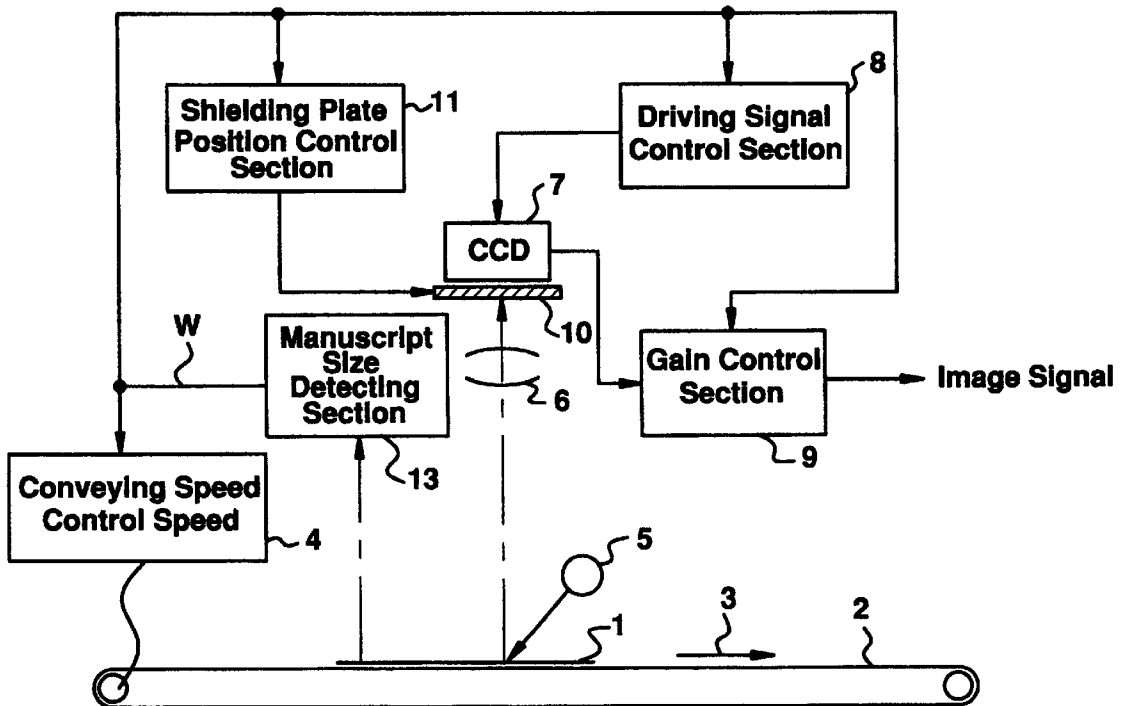 Shielding Plate
Position Control
Section
11
Driving Signal
Control Section
8
7
CCD
10
W
Manuscript
Size
Detecting
Section
13
6
Gain Control
Section
9
Image Signal
Conveying Speed
Control Speed
4
5
1
3
2